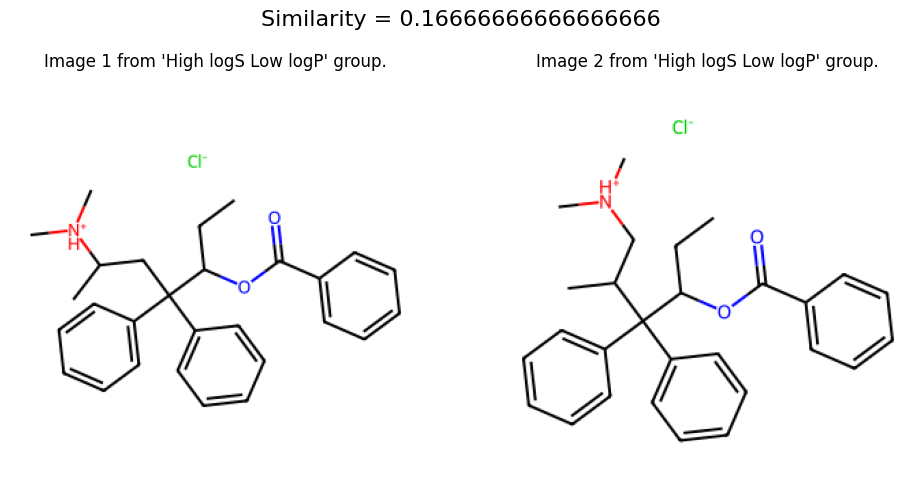 Similarity = 0.16666666666666666
Image 1 from 'High logS Low logP' group.
Image 2 from 'High logS Low logP' group.
Cl⁻
N⁺
H
O
O
Cl⁻
H⁺
N
O
O